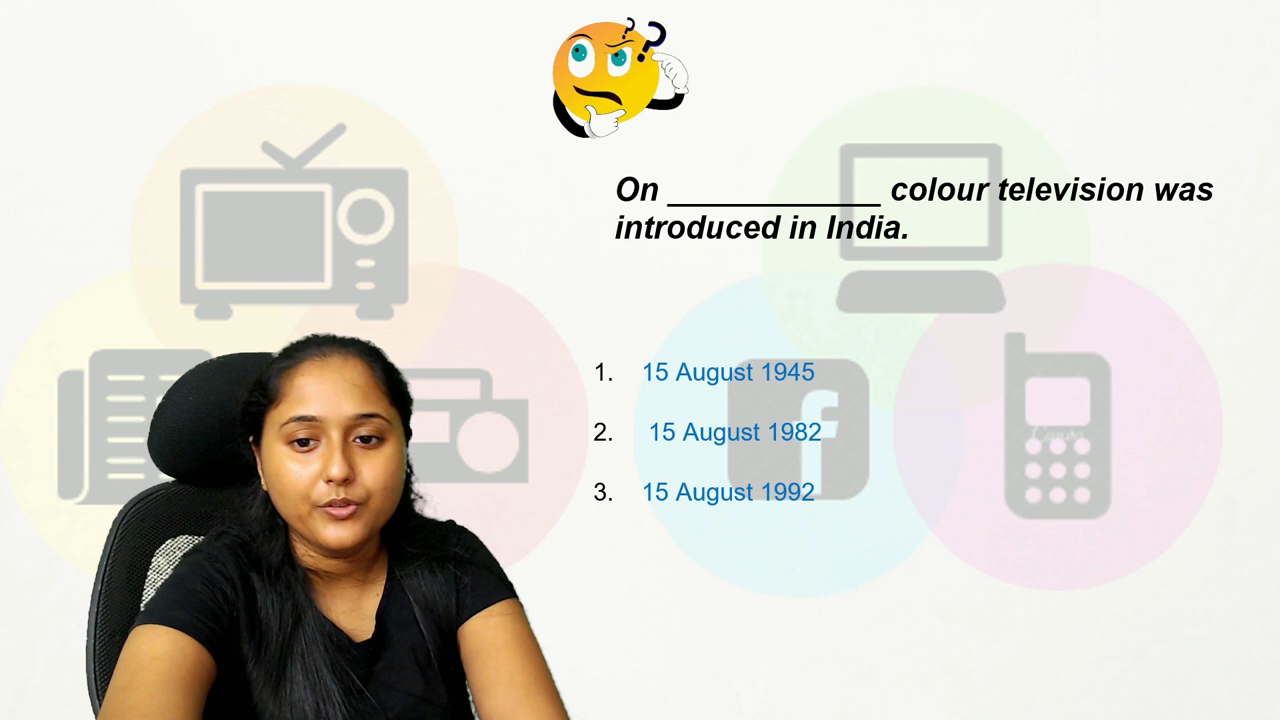 On _____________ colour television was
introduced in India.
1. 15 August 1945
2. 15 August 1982
3. 15 August 1992